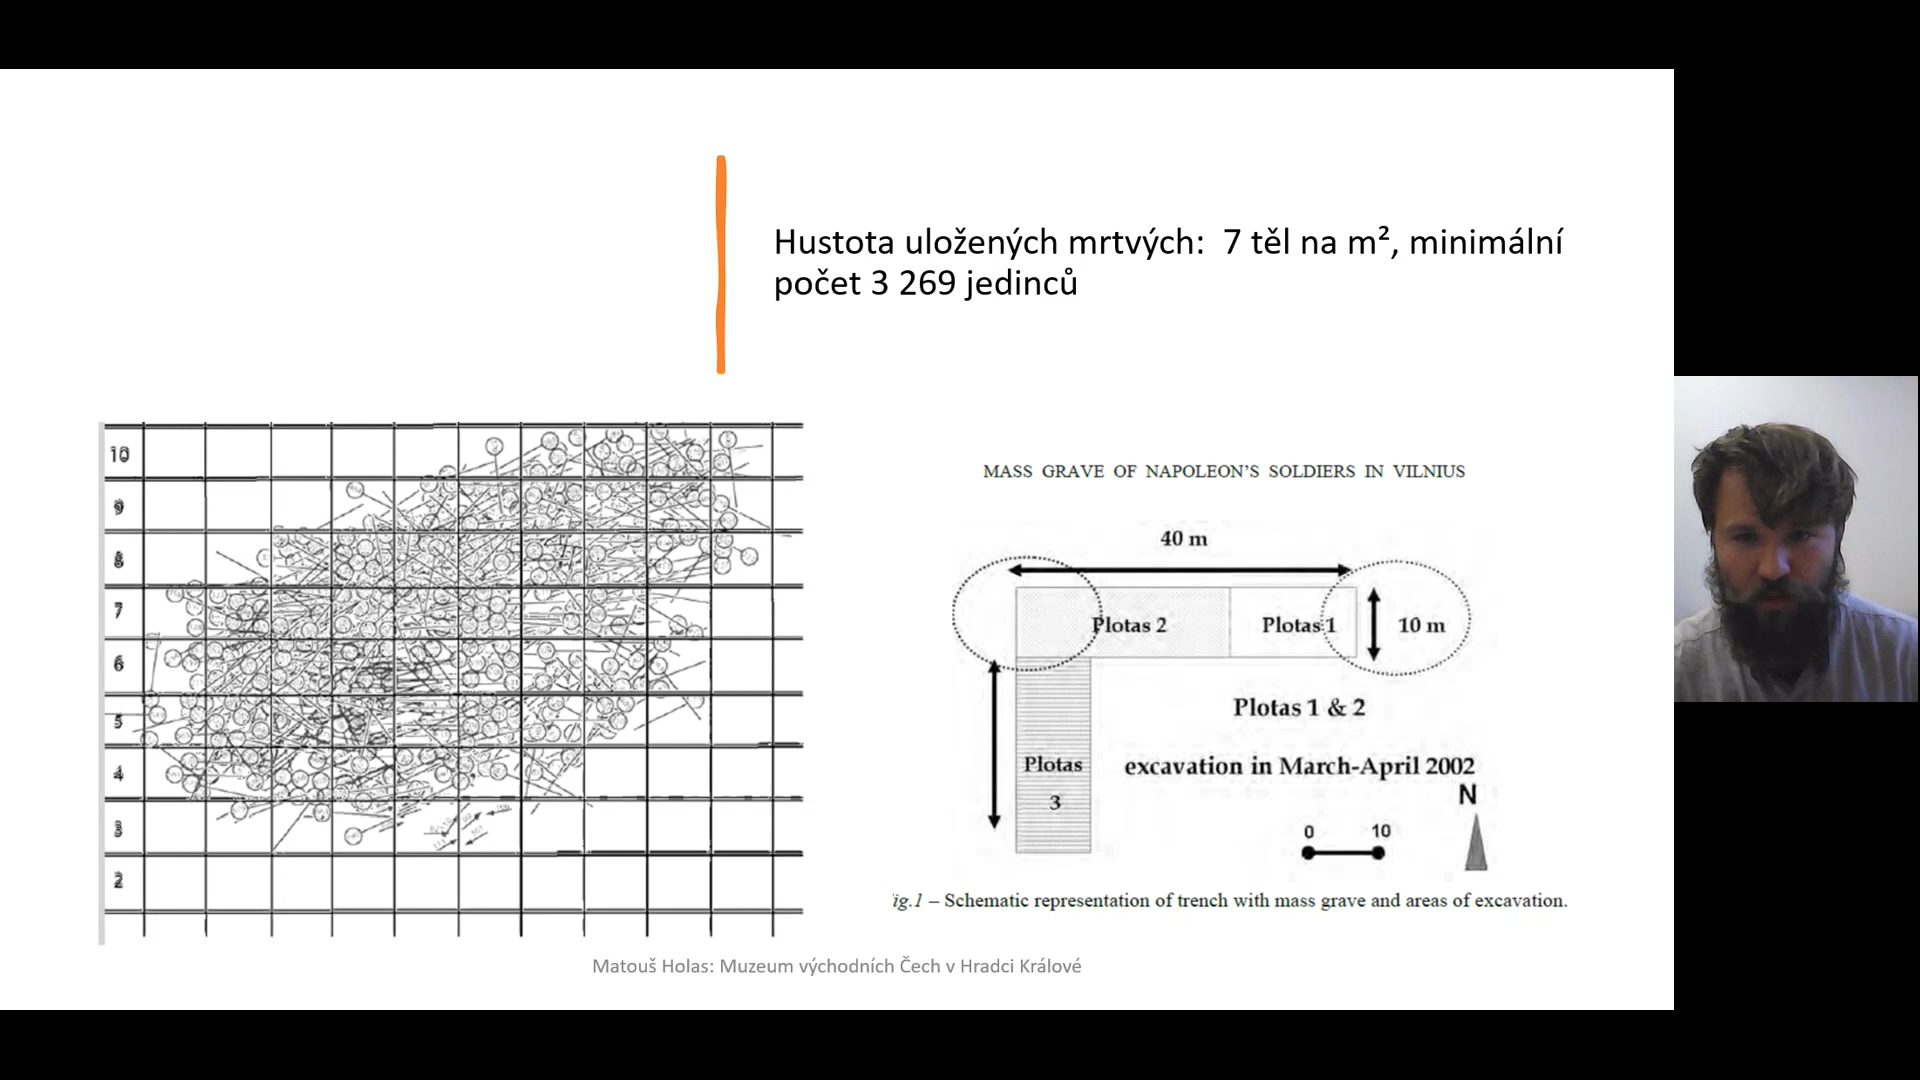 Hustota uložených mrtvých:  7 těl na m², minimální
počet 3 269 jedinců
10
9
8
7
6
5
4
3
2
MASS GRAVE OF NAPOLEON'S SOLDIERS IN VILNIUS
40 m
Plotas 2
Plotas 1
10 m
Plotas 1 & 2
Plotas
3
excavation in March-April 2002
N
0 10
ig.1 – Schematic representation of trench with mass grave and areas of excavation.
Matouš Holas: Muzeum východních Čech v Hradci Králové